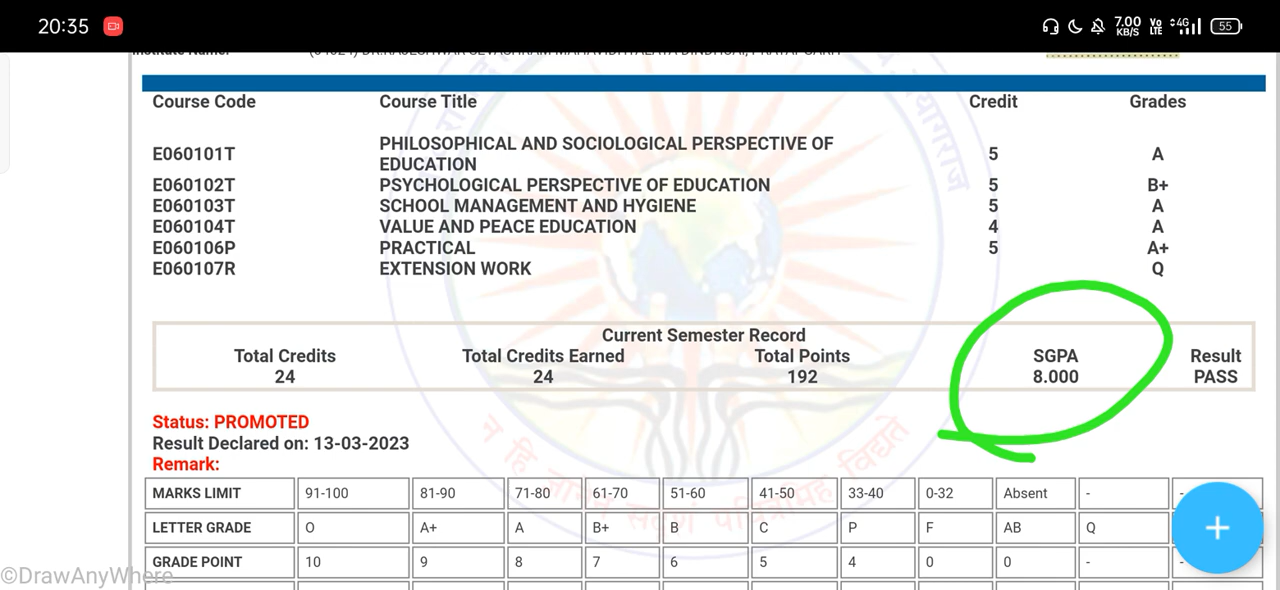 20:35 7.00 KB/S Vo LTE 4G 55
Course Code Course Title Credit Grades
E060101T PHILOSOPHICAL AND SOCIOLOGICAL PERSPECTIVE OF EDUCATION 5 A
E060102T PSYCHOLOGICAL PERSPECTIVE OF EDUCATION 5 B+
E060103T SCHOOL MANAGEMENT AND HYGIENE 5 A
E060104T VALUE AND PEACE EDUCATION 4 A
E060106P PRACTICAL 5 A+
E060107R EXTENSION WORK Q
Current Semester Record
Total Credits Total Credits Earned Total Points SGPA Result
24 24 192 8.000 PASS
Status: PROMOTED
Result Declared on: 13-03-2023
Remark:
MARKS LIMIT 91-100 81-90 71-80 61-70 51-60 41-50 33-40 0-32 Absent - -
LETTER GRADE O A+ A B+ B C P F AB Q
GRADE POINT 10 9 8 7 6 5 4 0 0 - -
©DrawAnyWhere